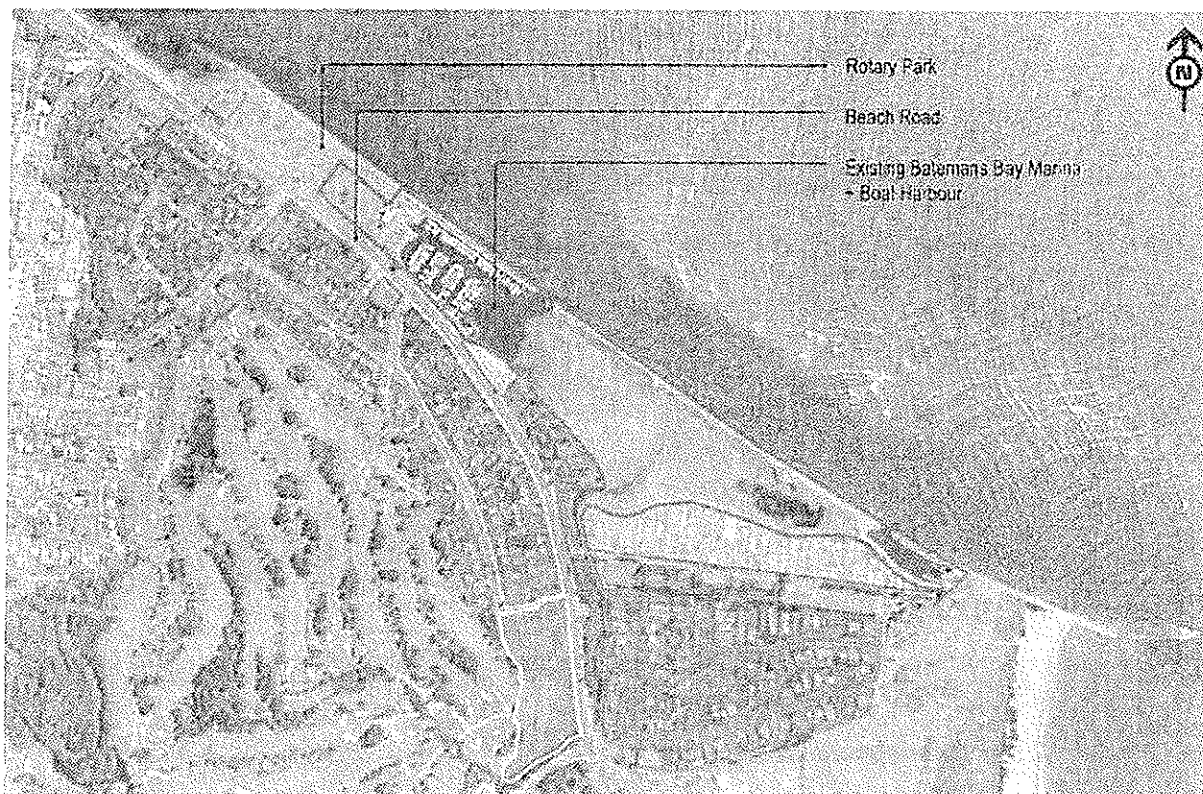 Rotary Park
N
Beach Road
Existing Batemans Bay Marina
- Boat Harbour